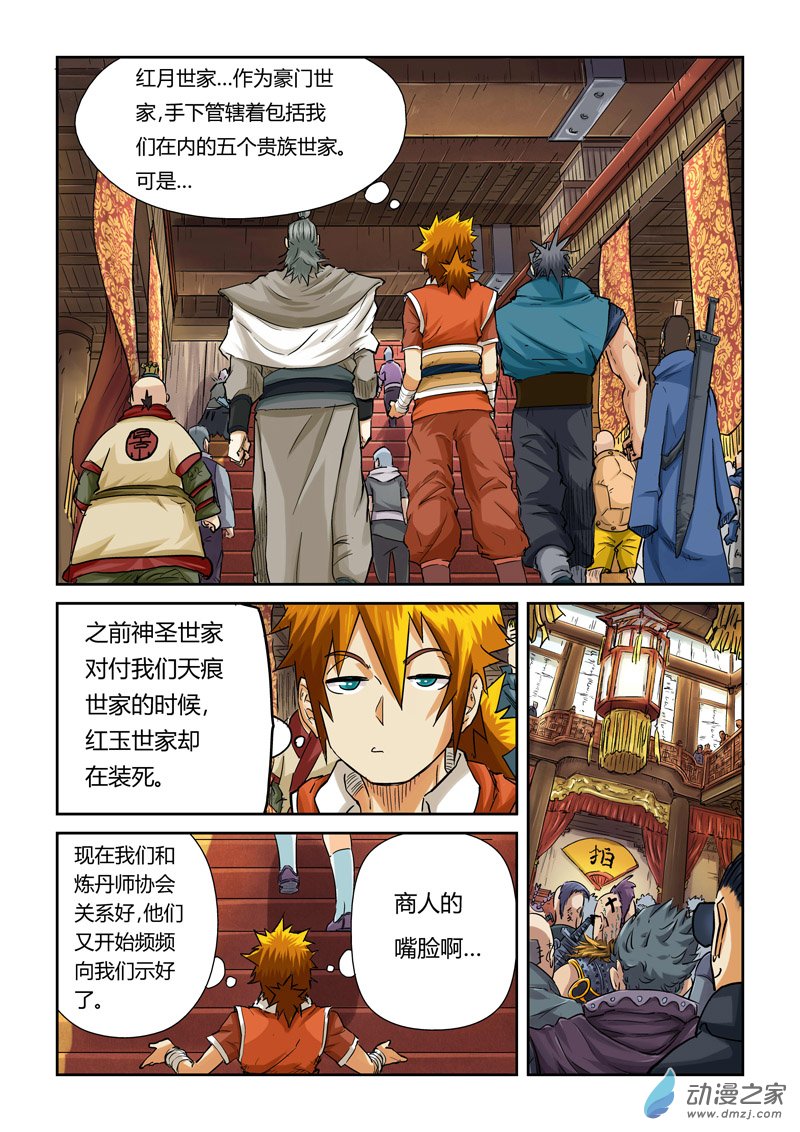 红月世家…作为豪门世
家，手下管辖着包括我
们在内的五个贵族世家。
可是…
之前神圣世家
对付我们天痕
世家的时候，
红玉世家却
在装死。
拍
现在我们和
炼丹师协会
关系好，他们
又开始频频
向我们示好
了。
商人的
嘴脸啊…
动漫之家
www.dmzj.com